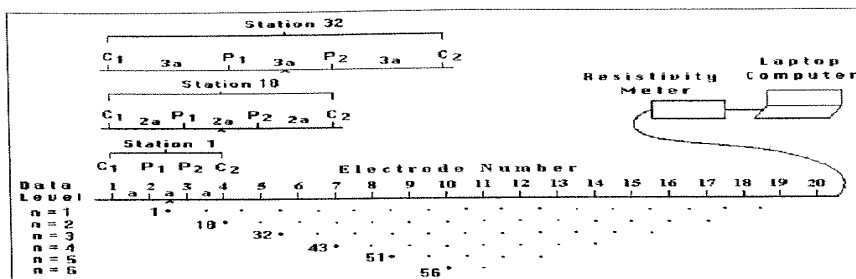 Station 32
C1 3a P1 3a P2 3a C2
Station 18
C1 2a P1 2a P2 2a C2
Laptop
Computer
Resistivity
Meter
Station 1
C1 P1 P2 C2
Electrode Number
Data
Level
1 2 3 4 5 6 7 8 9 10 11 12 13 14 15 16 17 18 19 20
a a a
n = 1 1
n = 2 18
n = 3 32
n = 4 43
n = 5 51
n = 6 56